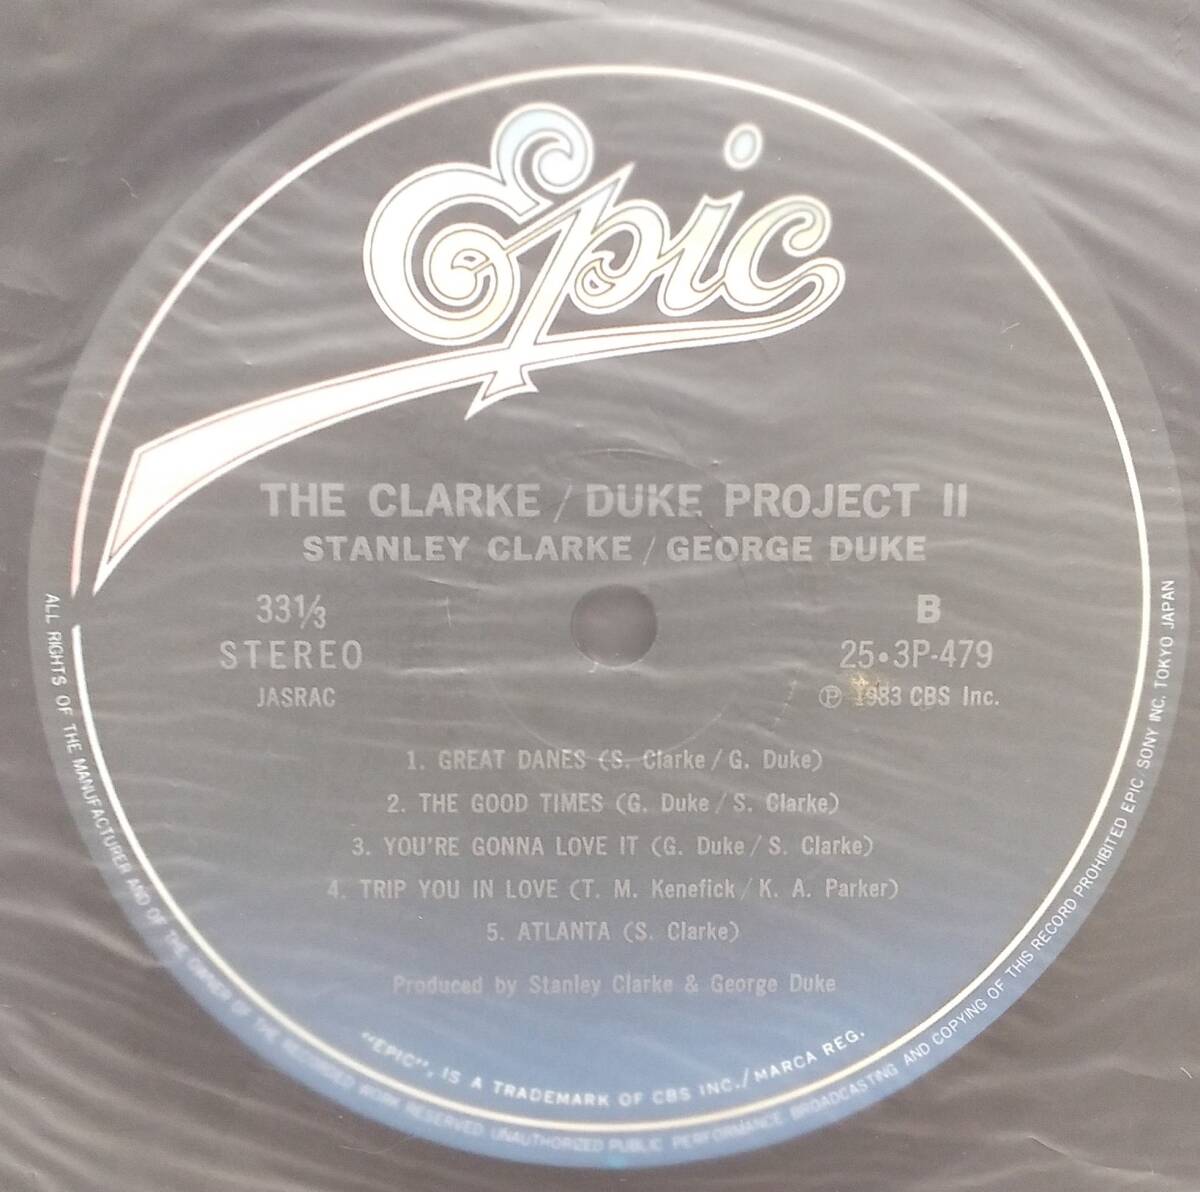 Epic
THE CLARKE / DUKE PROJECT II
STANLEY CLARKE / GEORGE DUKE
33 1/3
STEREO
JASRAC
B
25・3P-479
Ⓟ 1983 CBS Inc.
1. GREAT DANES (S. Clarke / G. Duke)
2. THE GOOD TIMES (G. Duke / S. Clarke)
3. YOU'RE GONNA LOVE IT (G. Duke / S. Clarke)
4. TRIP YOU IN LOVE (T. M. Kenefick / K. A. Parker)
5. ATLANTA (S. Clarke)
Produced by Stanley Clarke & George Duke
"EPIC", IS A TRADEMARK OF CBS INC./MARCA REG.
ALL RIGHTS OF THE MANUFACTURER AND OF THE OWNER OF THE RECORDED WORK RESERVED UNAUTHORIZED PUBLIC PERFORMANCE BROADCASTING AND COPYING OF THIS RECORD PROHIBITED EPIC/SONY INC. TOKYO JAPAN